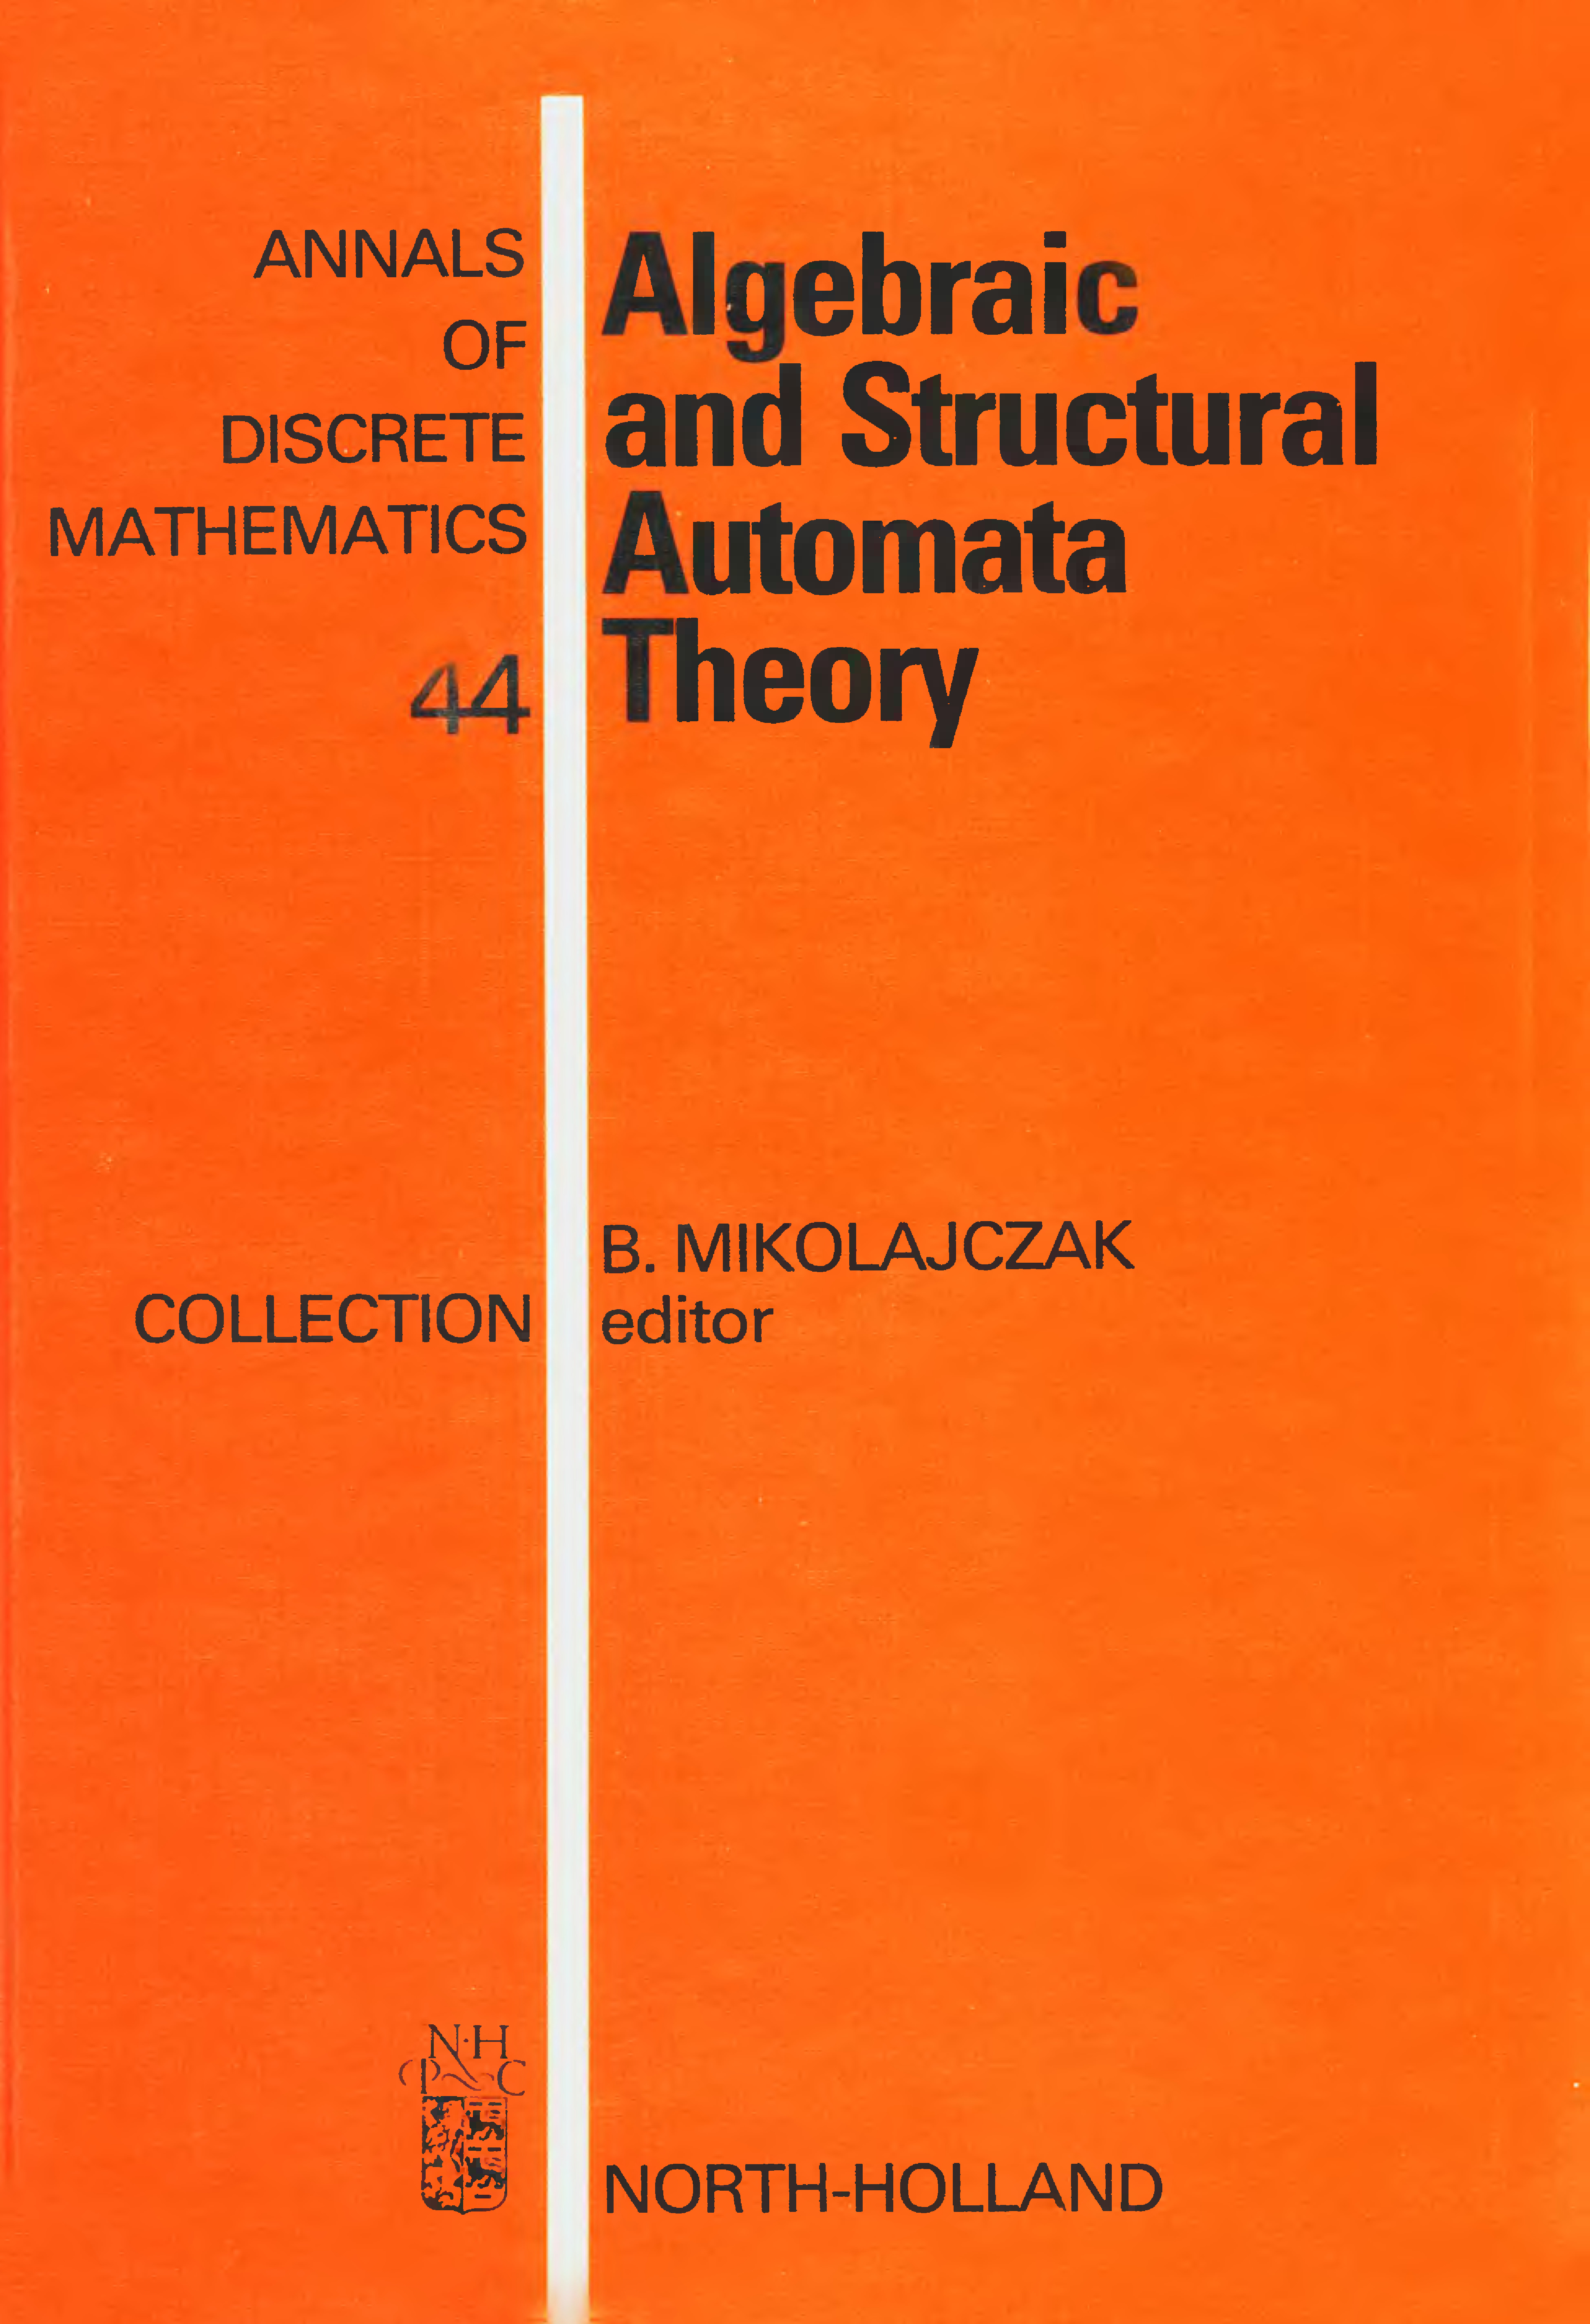 ANNALS
OF
DISCRETE
MATHEMATICS
44
Algebraic
and Structural
Automata
Theory
B. MIKOLAJCZAK
editor
COLLECTION
N·H
P C
NORTH-HOLLAND